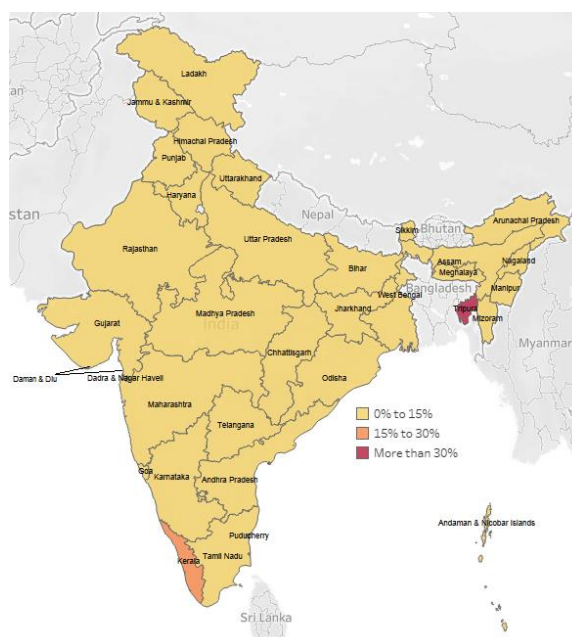 Ladakh
Jammu & Kashmir
Himachal Pradesh
Punjab
Uttarakhand
Haryana
Arunachal Pradesh
Nepal
Sikkim
Bhutan
stan
Rajasthan
Uttar Pradesh
Assam
Nagaland
Bihar
Meghalaya
Manipur
Bangladesh
West Bengal
Jharkhand
Tripura
Mizoram
Gujarat
Madhya Pradesh
India
Myanmar
Chhattisgarh
Odisha
Daman & Diu
Dadra & Nagar Haveli
Maharashtra
0% to 15%
15% to 30%
More than 30%
Telangana
Goa
Karnataka
Andhra Pradesh
Andaman & Nicobar Islands
Puducherry
Kerala
Tamil Nadu
Sri Lanka